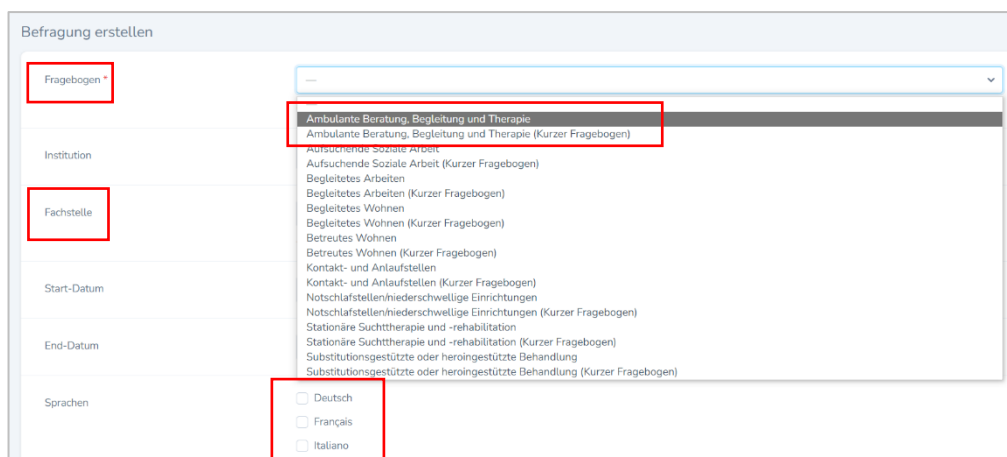 Befragung erstellen
Fragebogen *
—
—
Ambulante Beratung, Begleitung und Therapie
Ambulante Beratung, Begleitung und Therapie (Kurzer Fragebogen)
Aufsuchende Soziale Arbeit
Aufsuchende Soziale Arbeit (Kurzer Fragebogen)
Begleitetes Arbeiten
Begleitetes Arbeiten (Kurzer Fragebogen)
Begleitetes Wohnen
Begleitetes Wohnen (Kurzer Fragebogen)
Betreutes Wohnen
Betreutes Wohnen (Kurzer Fragebogen)
Kontakt- und Anlaufstellen
Kontakt- und Anlaufstellen (Kurzer Fragebogen)
Notschlafstellen/niederschwellige Einrichtungen
Notschlafstellen/niederschwellige Einrichtungen (Kurzer Fragebogen)
Stationäre Suchttherapie und -rehabilitation
Stationäre Suchttherapie und -rehabilitation (Kurzer Fragebogen)
Substitutionsgestützte oder heroingestützte Behandlung
Substitutionsgestützte oder heroingestützte Behandlung (Kurzer Fragebogen)
Institution
Fachstelle
Start-Datum
End-Datum
Sprachen
Deutsch
Français
Italiano